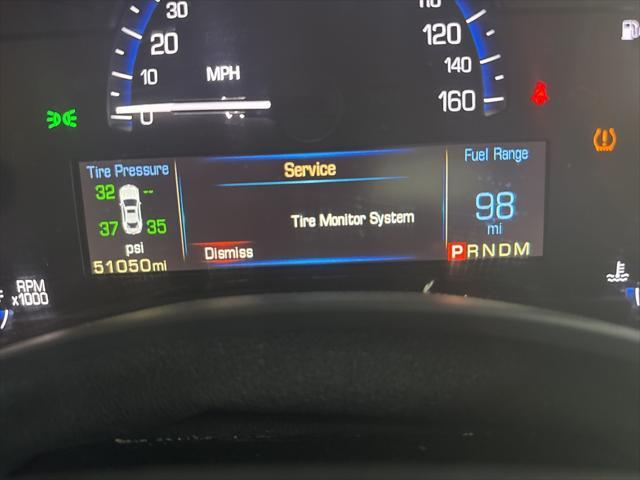 30
20
10
0
MPH
110
120
140
160
Tire Pressure
32 --
37 35
psi
51050mi
Service
Tire Monitor System
Dismiss
Fuel Range
98
mi
PRNDM
RPM
x1000